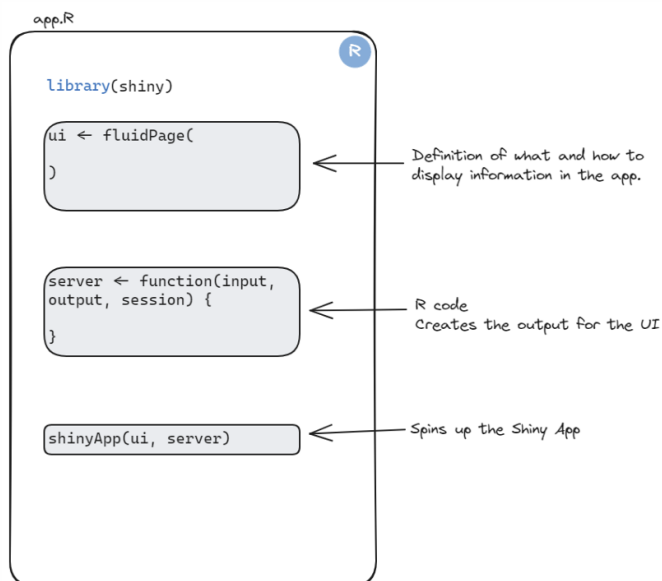 app.R
R
library(shiny)
ui ← fluidPage(
)
Definition of what and how to
display information in the app.
server ← function(input,
output, session) {
}
R code
Creates the output for the UI
shinyApp(ui, server)
Spins up the Shiny App